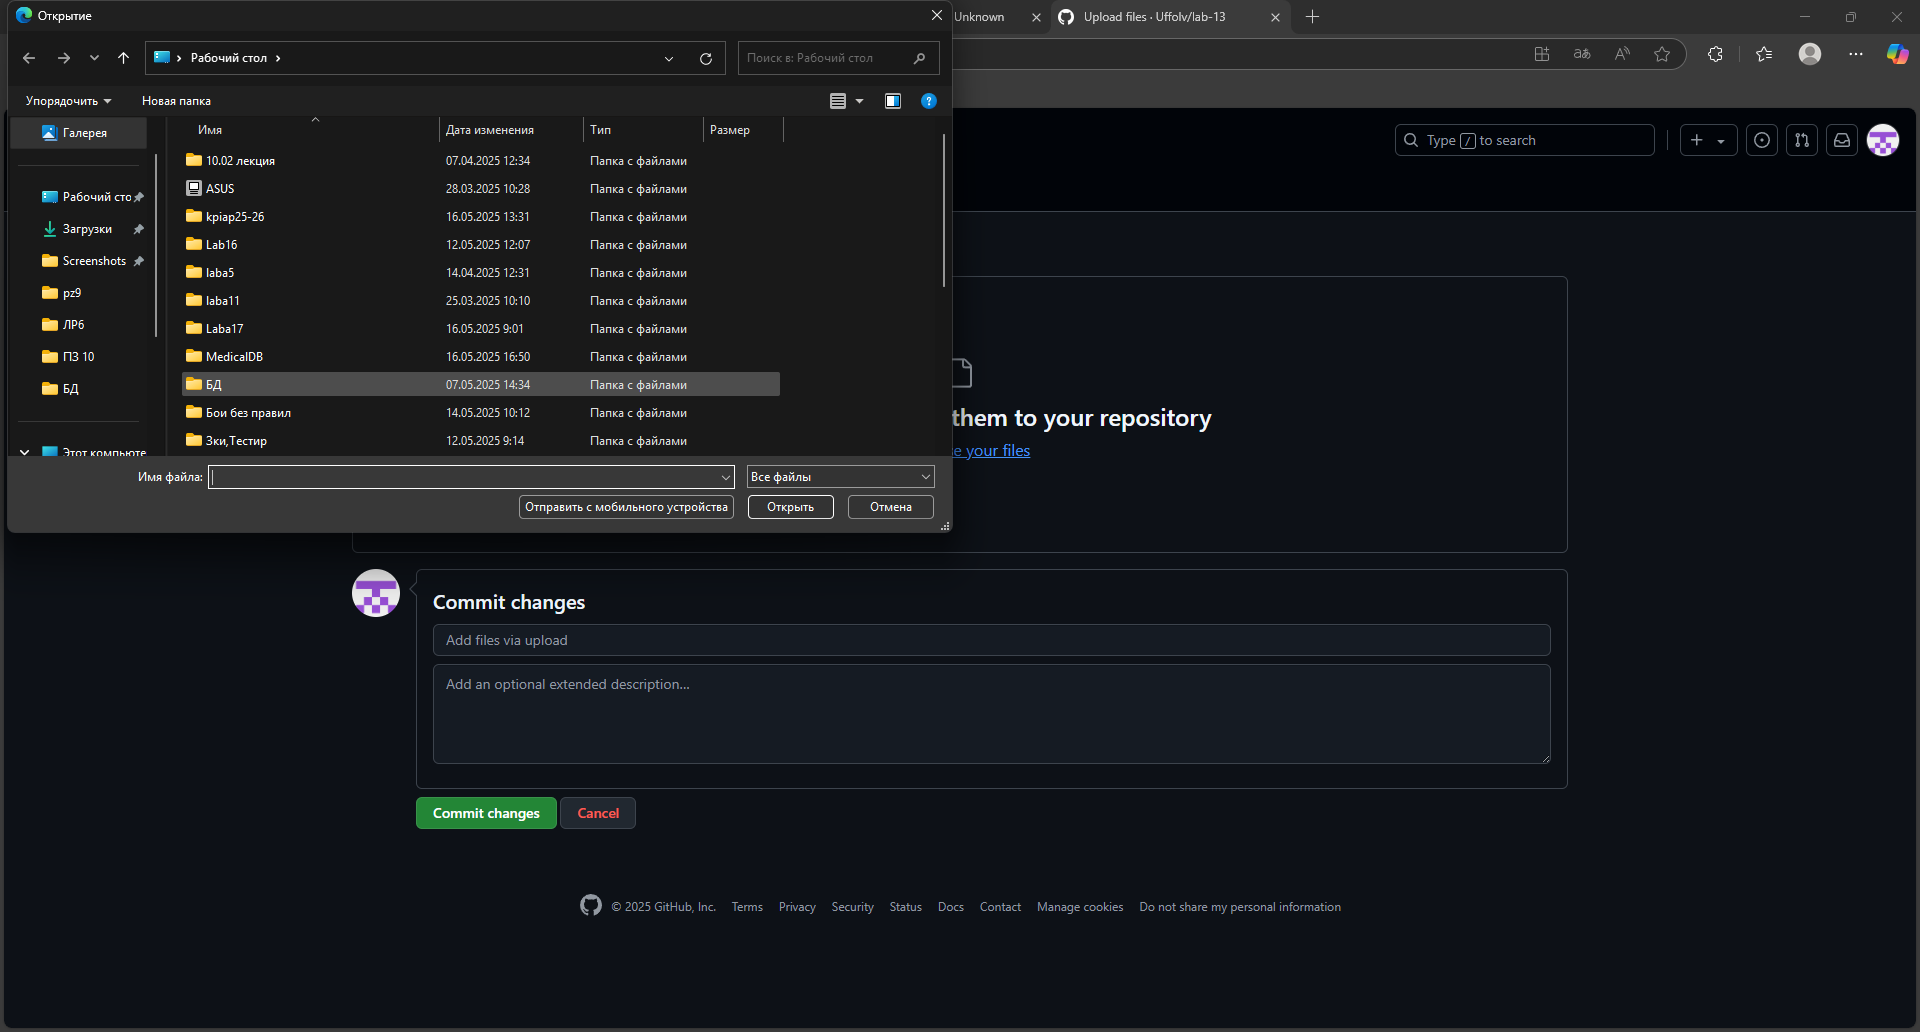 Открытие
Unknown
Upload files · Uffolv/lab-13
Рабочий стол
Поиск в: Рабочий стол
Упорядочить
Новая папка
Галерея
Рабочий сто
Загрузки
Screenshots
pz9
ЛР6
ПЗ 10
БД
Этот компьюте
Имя Дата изменения Тип Размер
10.02 лекция 07.04.2025 12:34 Папка с файлами
ASUS 28.03.2025 10:28 Папка с файлами
kpiap25-26 16.05.2025 13:31 Папка с файлами
Lab16 12.05.2025 12:07 Папка с файлами
laba5 14.04.2025 12:31 Папка с файлами
laba11 25.03.2025 10:10 Папка с файлами
Laba17 16.05.2025 9:01 Папка с файлами
MedicalDB 16.05.2025 16:50 Папка с файлами
БД 07.05.2025 14:34 Папка с файлами
Бои без правил 14.05.2025 10:12 Папка с файлами
Зки,Тестир 12.05.2025 9:14 Папка с файлами
Имя файла:
Все файлы
Отправить с мобильного устройства
Открыть
Отмена
Type / to search
them to your repository
e your files
Commit changes
Add files via upload
Add an optional extended description...
Commit changes
Cancel
© 2025 GitHub, Inc. Terms Privacy Security Status Docs Contact Manage cookies Do not share my personal information